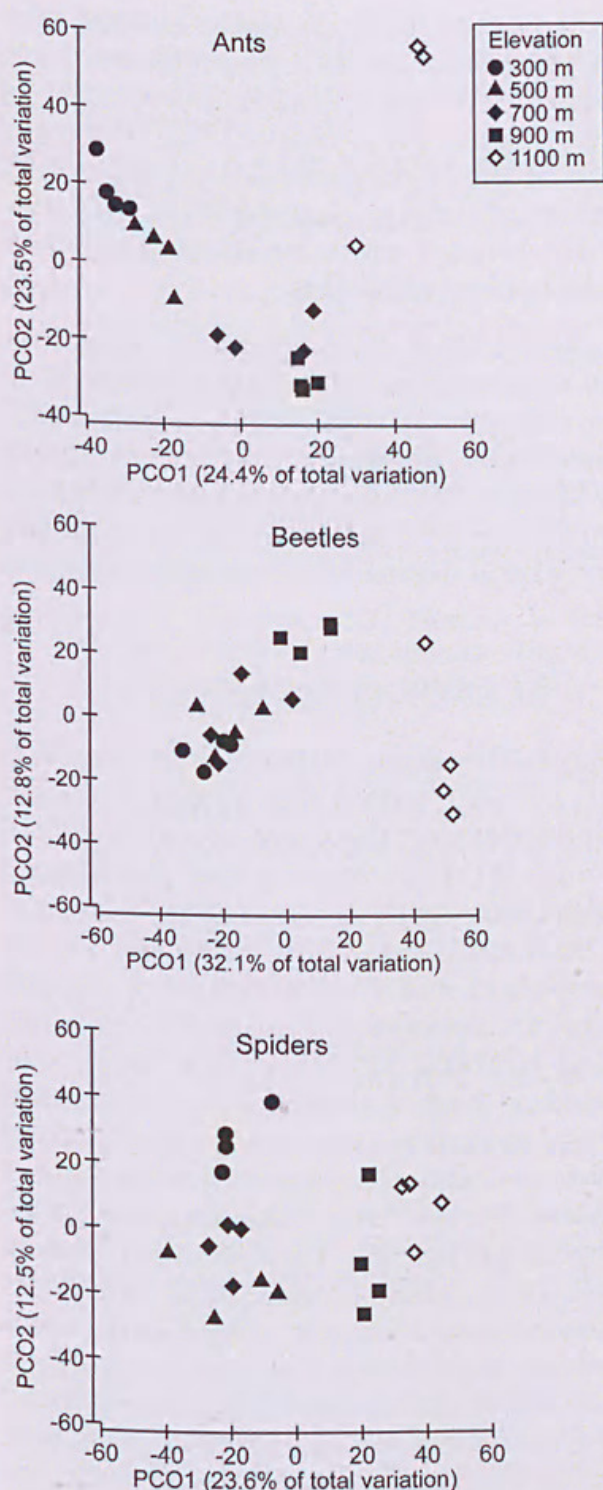 Ants
Elevation
300 m
500 m
700 m
900 m
1100 m
60
40
20
0
-20
-40
PCO2 (23.5% of total variation)
-40 -20 0 20 40 60
PCO1 (24.4% of total variation)
Beetles
60
40
20
0
-20
-40
-60
PCO2 (12.8% of total variation)
-60 -40 -20 0 20 40 60
PCO1 (32.1% of total variation)
Spiders
60
40
20
0
-20
-40
-60
PCO2 (12.5% of total variation)
-60 -40 -20 0 20 40 60
PCO1 (23.6% of total variation)